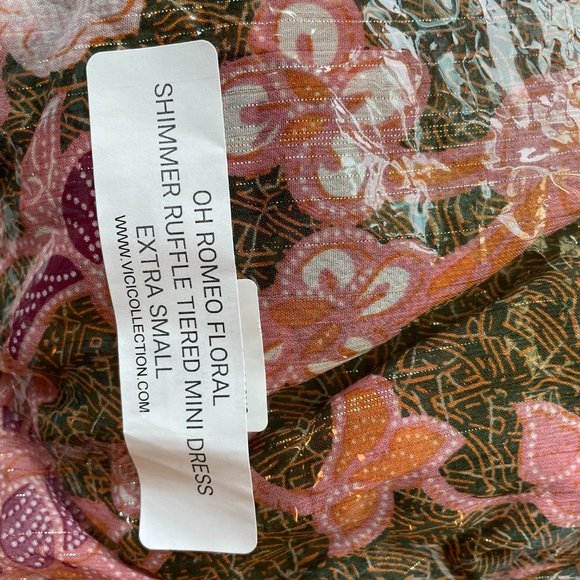 OH ROMEO FLORAL
SHIMMER RUFFLE TIERED MINI DRESS
EXTRA SMALL
WWW.VICICOLLECTION.COM